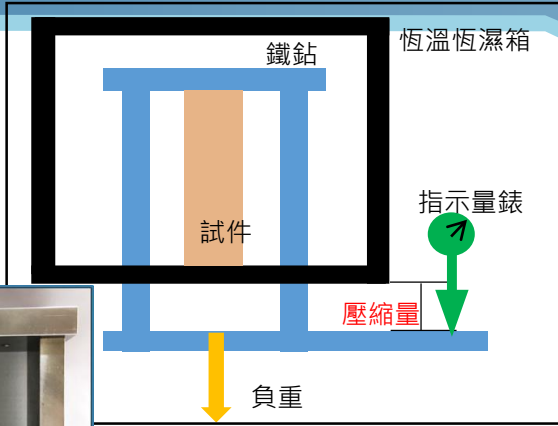 恆溫恆濕箱
鐵鉆
指示量錶
試件
壓縮量
負重